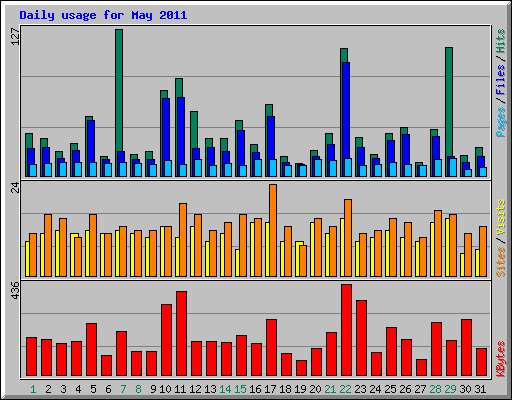 Daily usage for May 2011
127
Pages / Files / Hits
24
Sites / Visits
436
KBytes
1 2 3 4 5 6 7 8 9 10 11 12 13 14 15 16 17 18 19 20 21 22 23 24 25 26 27 28 29 30 31